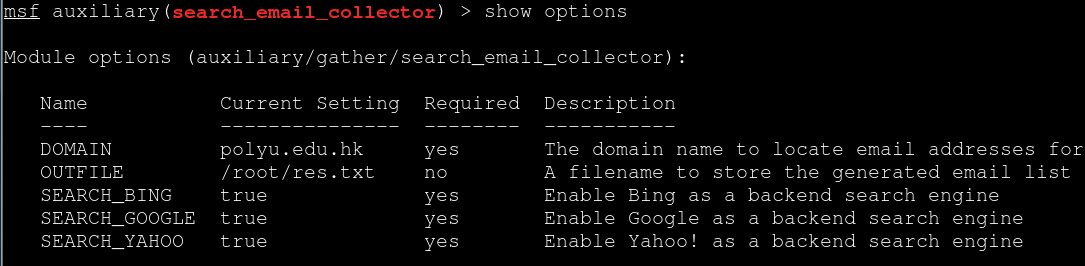 msf auxiliary(search_email_collector) > show options
Module options (auxiliary/gather/search_email_collector):
Name Current Setting Required Description
---- --------------- -------- -----------
DOMAIN polyu.edu.hk yes The domain name to locate email addresses for
OUTFILE /root/res.txt no A filename to store the generated email list
SEARCH_BING true yes Enable Bing as a backend search engine
SEARCH_GOOGLE true yes Enable Google as a backend search engine
SEARCH_YAHOO true yes Enable Yahoo! as a backend search engine